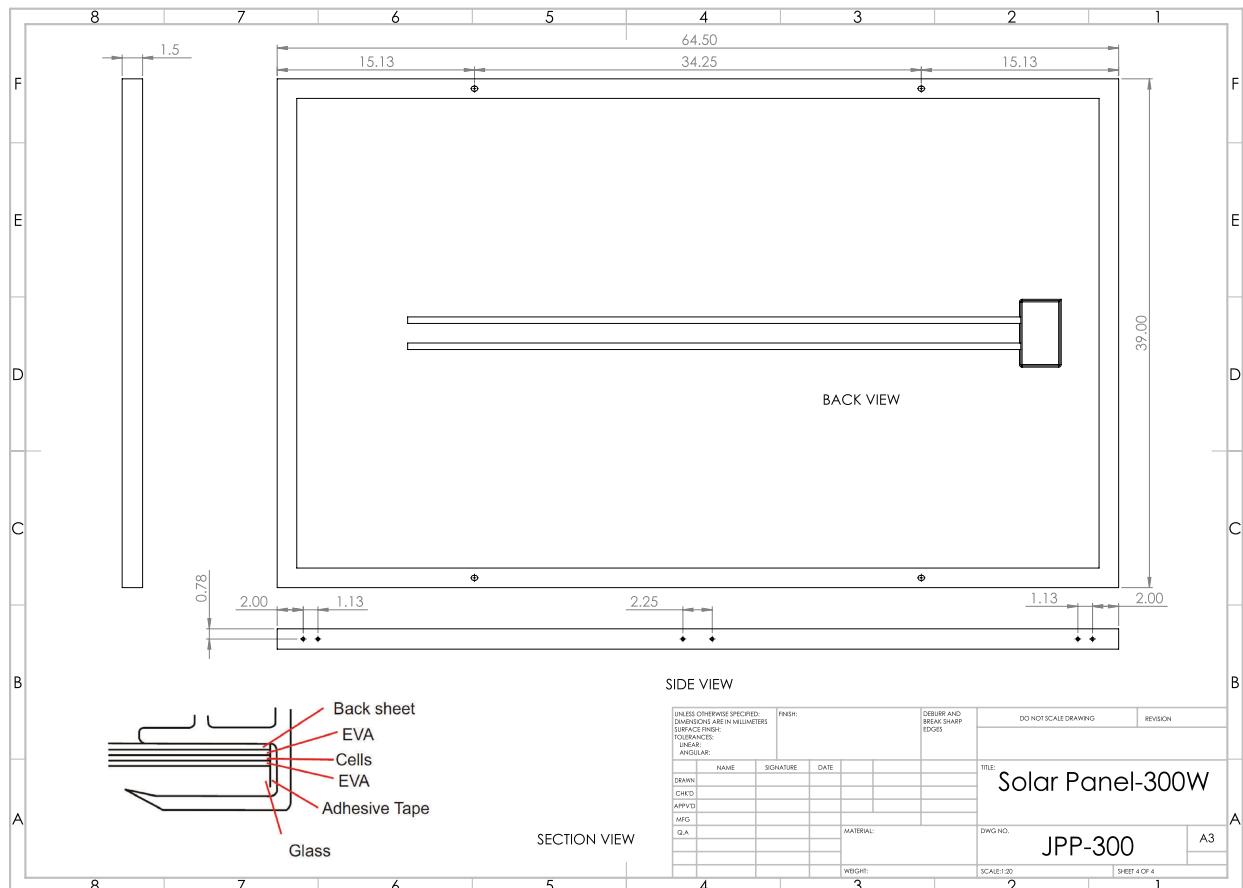 8 7 6 5 4 3 2 1
1.5
64.50
15.13 34.25 15.13
F F
E E
39.00
D D
BACK VIEW
C C
0.78
2.00 1.13 2.25 1.13 2.00
B B
SIDE VIEW
Back sheet
EVA
Cells
EVA
Adhesive Tape
Glass
SECTION VIEW
A A
UNLESS OTHERWISE SPECIFIED:
DIMENSIONS ARE IN MILLIMETERS
SURFACE FINISH:
TOLERANCES:
LINEAR:
ANGULAR:
FINISH:
DEBURR AND
BREAK SHARP
EDGES
DO NOT SCALE DRAWING
REVISION
NAME SIGNATURE DATE
DRAWN
CHK'D
APPV'D
MFG
Q.A
MATERIAL:
WEIGHT:
TITLE:
Solar Panel-300W
DWG NO.
JPP-300
A3
SCALE:1:20
SHEET 4 OF 4
8 7 6 5 4 3 2 1